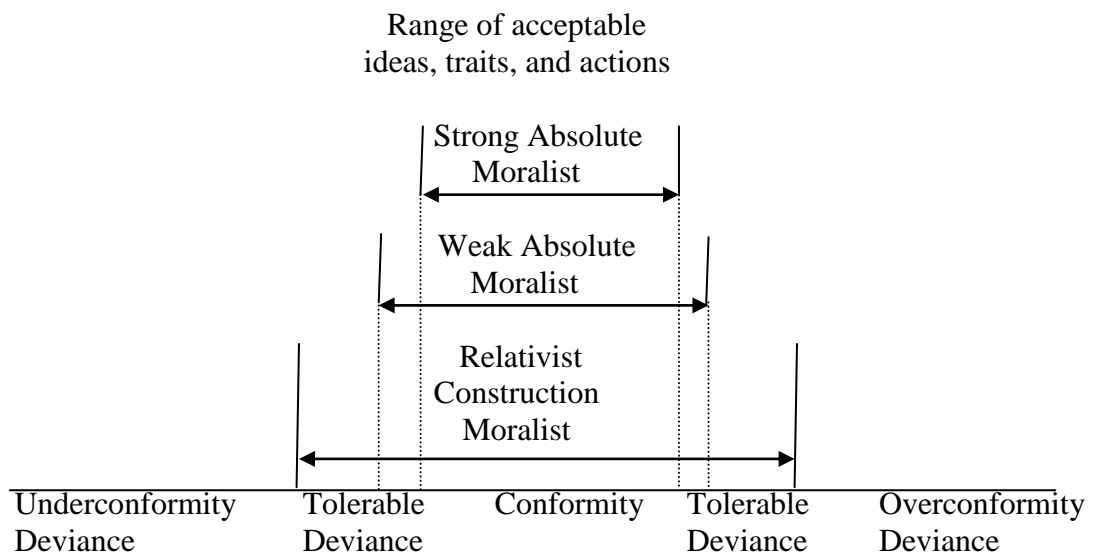 Range of acceptable
ideas, traits, and actions
Strong Absolute
Moralist
Weak Absolute
Moralist
Relativist
Construction
Moralist
Underconformity Tolerable Conformity Tolerable Overconformity
Deviance Deviance Deviance Deviance